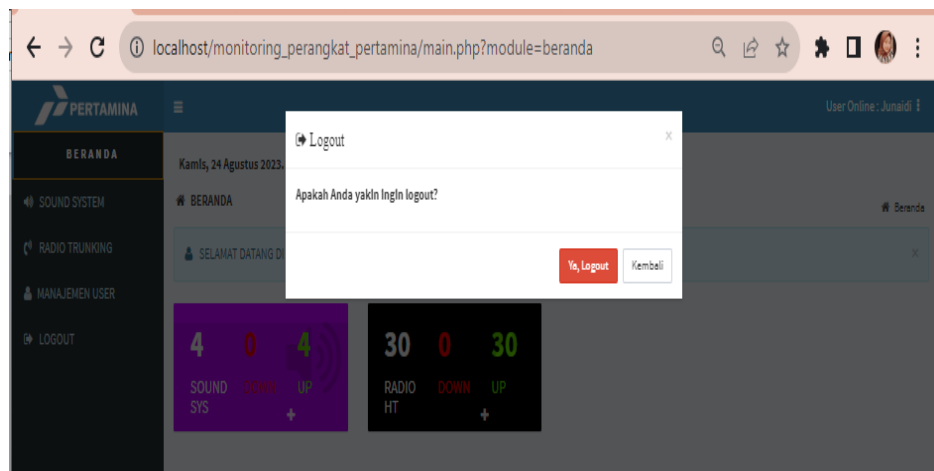 localhost/monitoring_perangkat_pertamina/main.php?module=beranda
PERTAMINA
User Online : Junaidi
BERANDA
Kamis, 24 Agustus 2023.
SOUND SYSTEM
BERANDA
Beranda
RADIO TRUNKING
SELAMAT DATANG DI
MANAJEMEN USER
LOGOUT
Logout
Apakah Anda yakin ingin logout?
Ya, Logout
Kembali
4 0 4
SOUND SYS DOWN UP
30 0 30
RADIO HT DOWN UP